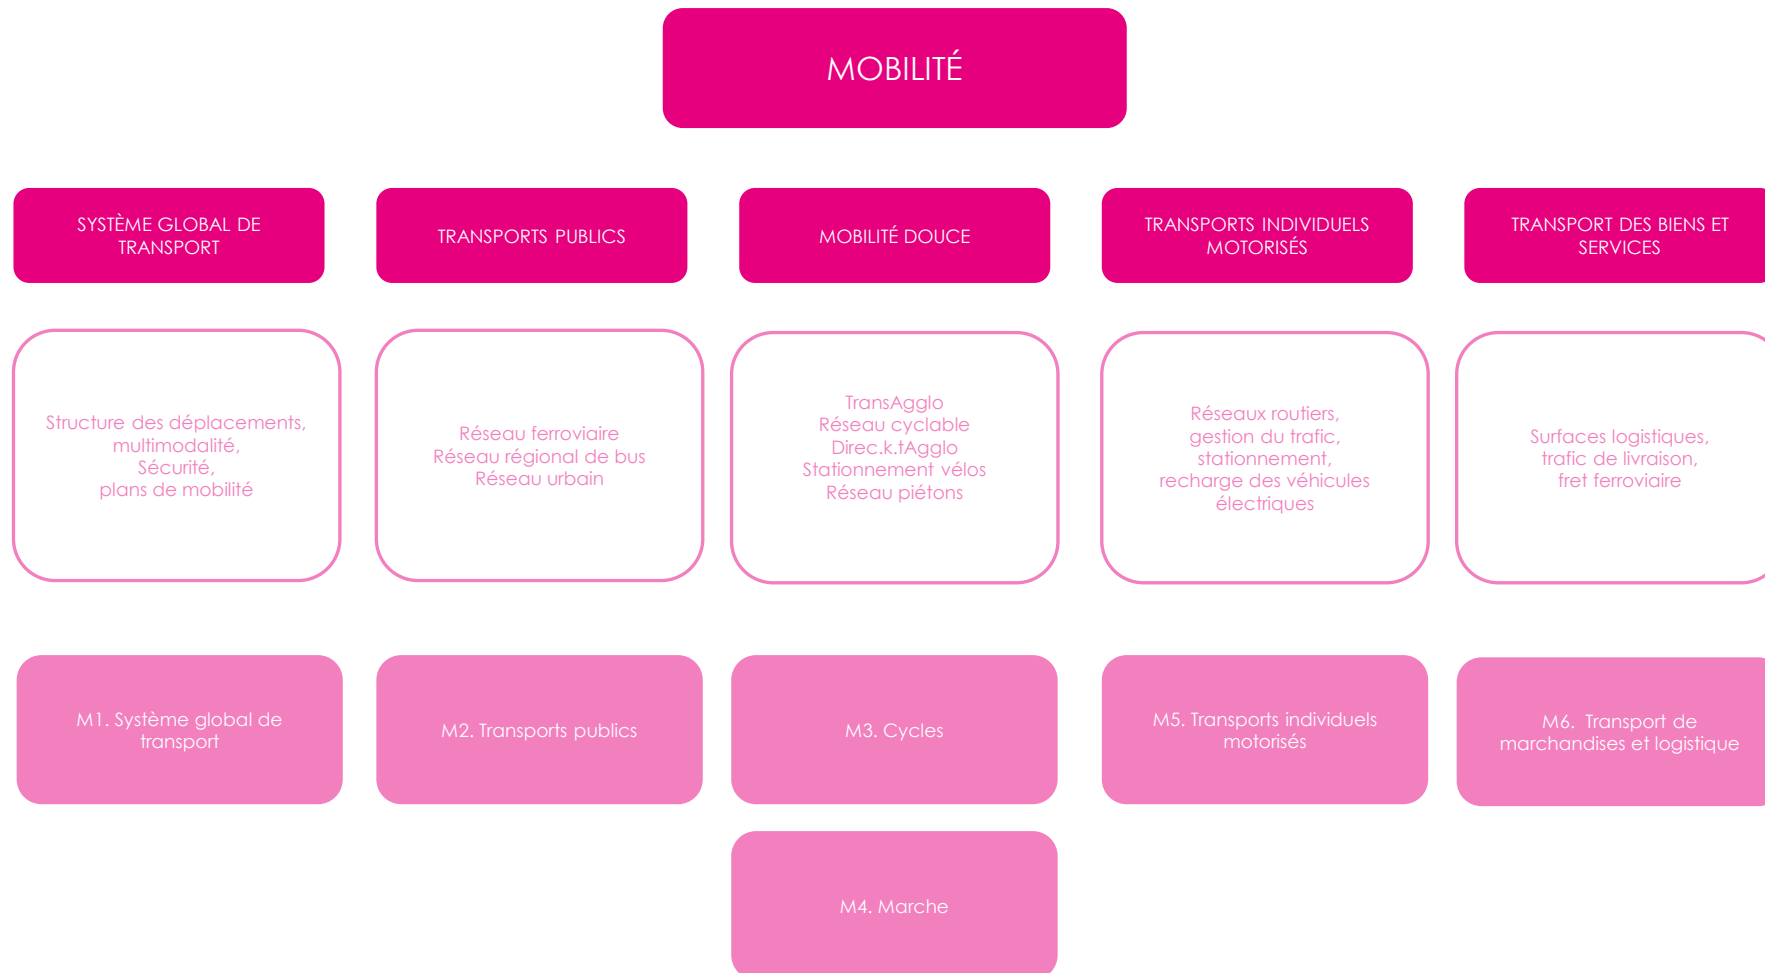 MOBILITÉ
SYSTÈME GLOBAL DE
TRANSPORT
TRANSPORTS PUBLICS
MOBILITÉ DOUCE
TRANSPORTS INDIVIDUELS
MOTORISÉS
TRANSPORT DES BIENS ET
SERVICES
Structure des déplacements,
multimodalité,
Sécurité,
plans de mobilité
Réseau ferroviaire
Réseau régional de bus
Réseau urbain
TransAgglo
Réseau cyclable
Direc.k.tAgglo
Stationnement vélos
Réseau piétons
Réseaux routiers,
gestion du trafic,
stationnement,
recharge des véhicules
électriques
Surfaces logistiques,
trafic de livraison,
fret ferroviaire
M1. Système global de
transport
M2. Transports publics
M3. Cycles
M5. Transports individuels
motorisés
M6. Transport de
marchandises et logistique
M4. Marche